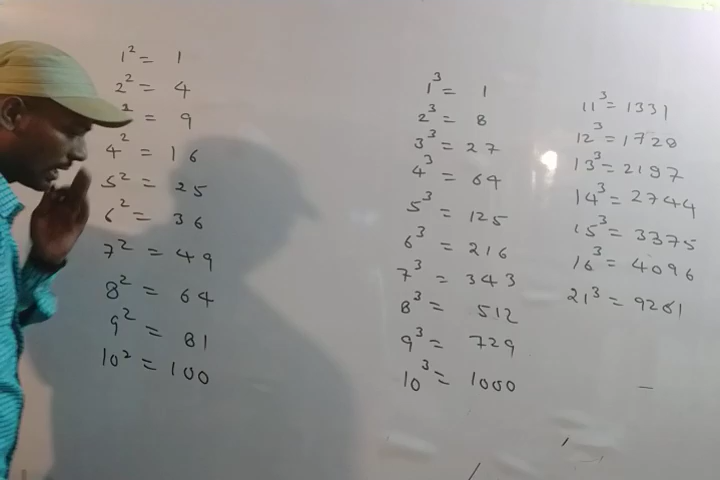 1² = 1
2² = 4
² = 9
4² = 16
5² = 25
6² = 36
7² = 49
8² = 64
9² = 81
10² = 100
1³ = 1
2³ = 8
3³ = 27
4³ = 64
5³ = 125
6³ = 216
7³ = 343
8³ = 512
9³ = 729
10³ = 1000
11³ = 1331
12³ = 1728
13³ = 2197
14³ = 2744
15³ = 3375
16³ = 4096
21³ = 9261